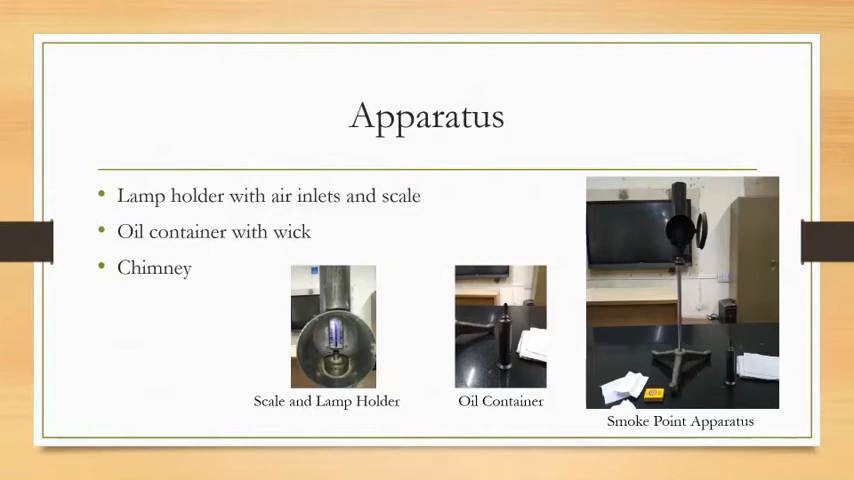 Apparatus
Lamp holder with air inlets and scale
Oil container with wick
Chimney
Scale and Lamp Holder
Oil Container
Smoke Point Apparatus